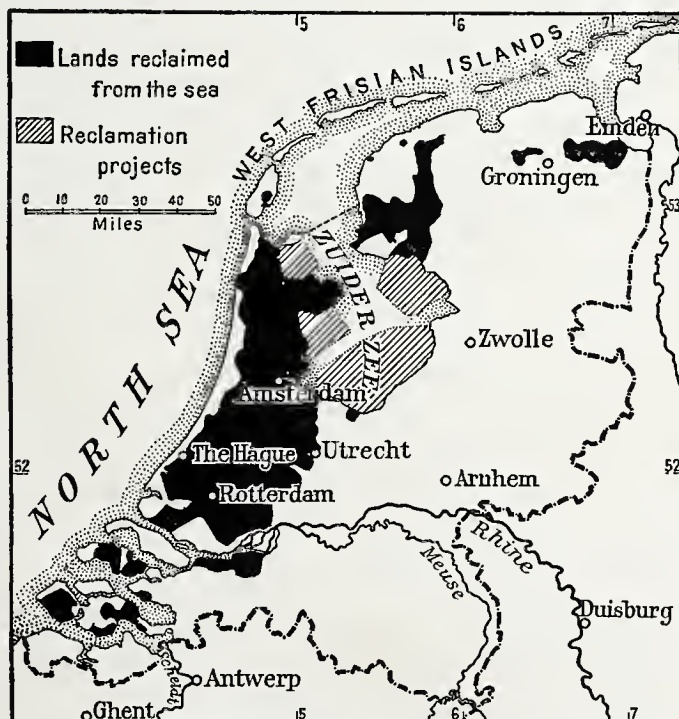 5
6
7
Lands reclaimed
from the sea
Reclamation
projects
0 10 20 30 40 50
Miles
WEST FRISIAN ISLANDS
Emden
Groningen
53
NORTH SEA
ZUIDER ZEE
Zwolle
Amsterdam
52
The Hague
Utrecht
52
Rotterdam
Arnhem
Rhine
Meuse
Duisburg
Scheldt
Antwerp
Ghent
5
6
7